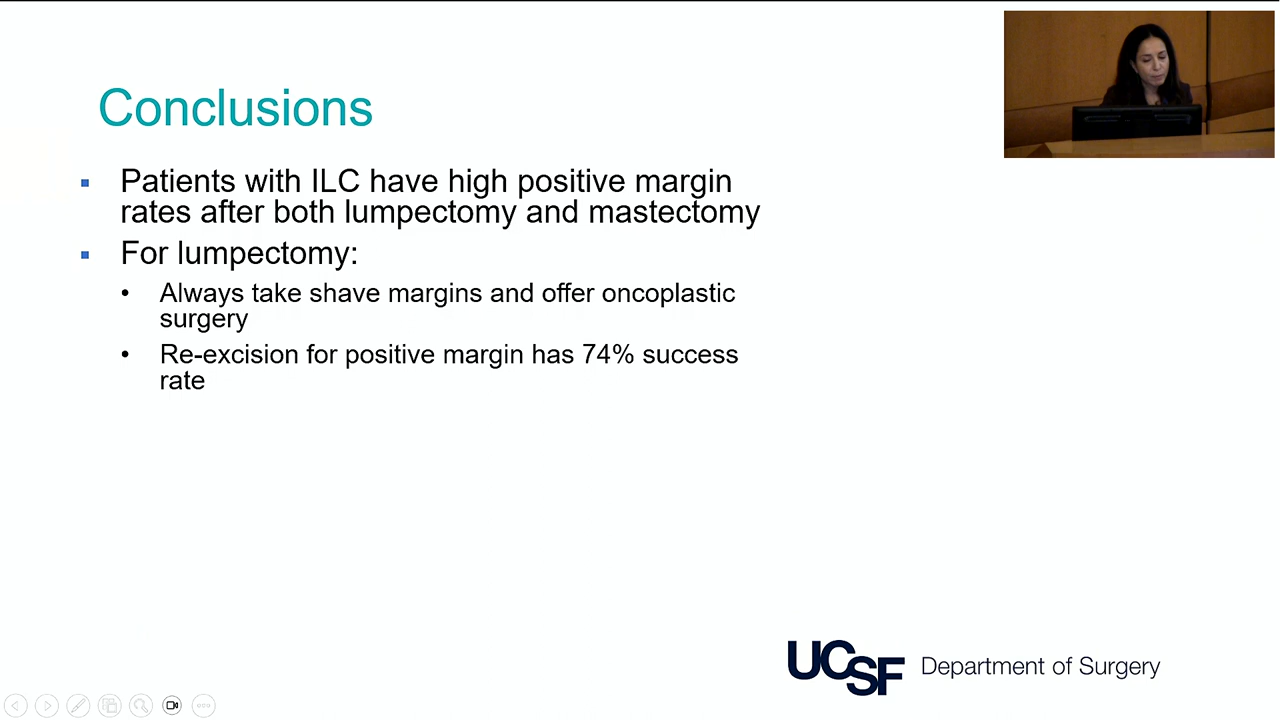 Conclusions
Patients with ILC have high positive margin
rates after both lumpectomy and mastectomy
For lumpectomy:
Always take shave margins and offer oncoplastic
surgery
Re-excision for positive margin has 74% success
rate
UCSF Department of Surgery